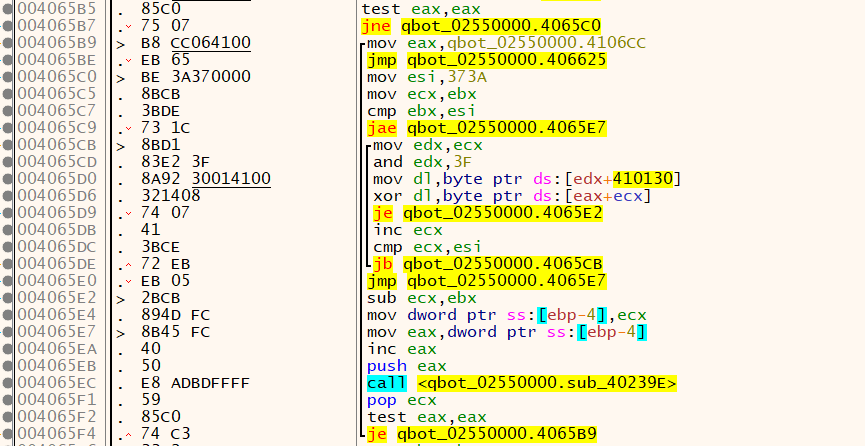 004065B5 . 85C0 test eax,eax
004065B7 . 75 07 jne qbot_02550000.4065C0
004065B9 > B8 CC064100 mov eax,qbot_02550000.4106CC
004065BE . EB 65 jmp qbot_02550000.406625
004065C0 > BE 3A370000 mov esi,373A
004065C5 . 8BCB mov ecx,ebx
004065C7 . 3BDE cmp ebx,esi
004065C9 . 73 1C jae qbot_02550000.4065E7
004065CB > 8BD1 mov edx,ecx
004065CD . 83E2 3F and edx,3F
004065D0 . 8A92 30014100 mov dl,byte ptr ds:[edx+410130]
004065D6 . 321408 xor dl,byte ptr ds:[eax+ecx]
004065D9 . 74 07 je qbot_02550000.4065E2
004065DB . 41 inc ecx
004065DC . 3BCE cmp ecx,esi
004065DE . 72 EB jb qbot_02550000.4065CB
004065E0 . EB 05 jmp qbot_02550000.4065E7
004065E2 > 2BCB sub ecx,ebx
004065E4 . 894D FC mov dword ptr ss:[ebp-4],ecx
004065E7 > 8B45 FC mov eax,dword ptr ss:[ebp-4]
004065EA . 40 inc eax
004065EB . 50 push eax
004065EC . E8 ADBDFFFF call <qbot_02550000.sub_40239E>
004065F1 . 59 pop ecx
004065F2 . 85C0 test eax,eax
004065F4 . 74 C3 je qbot_02550000.4065B9